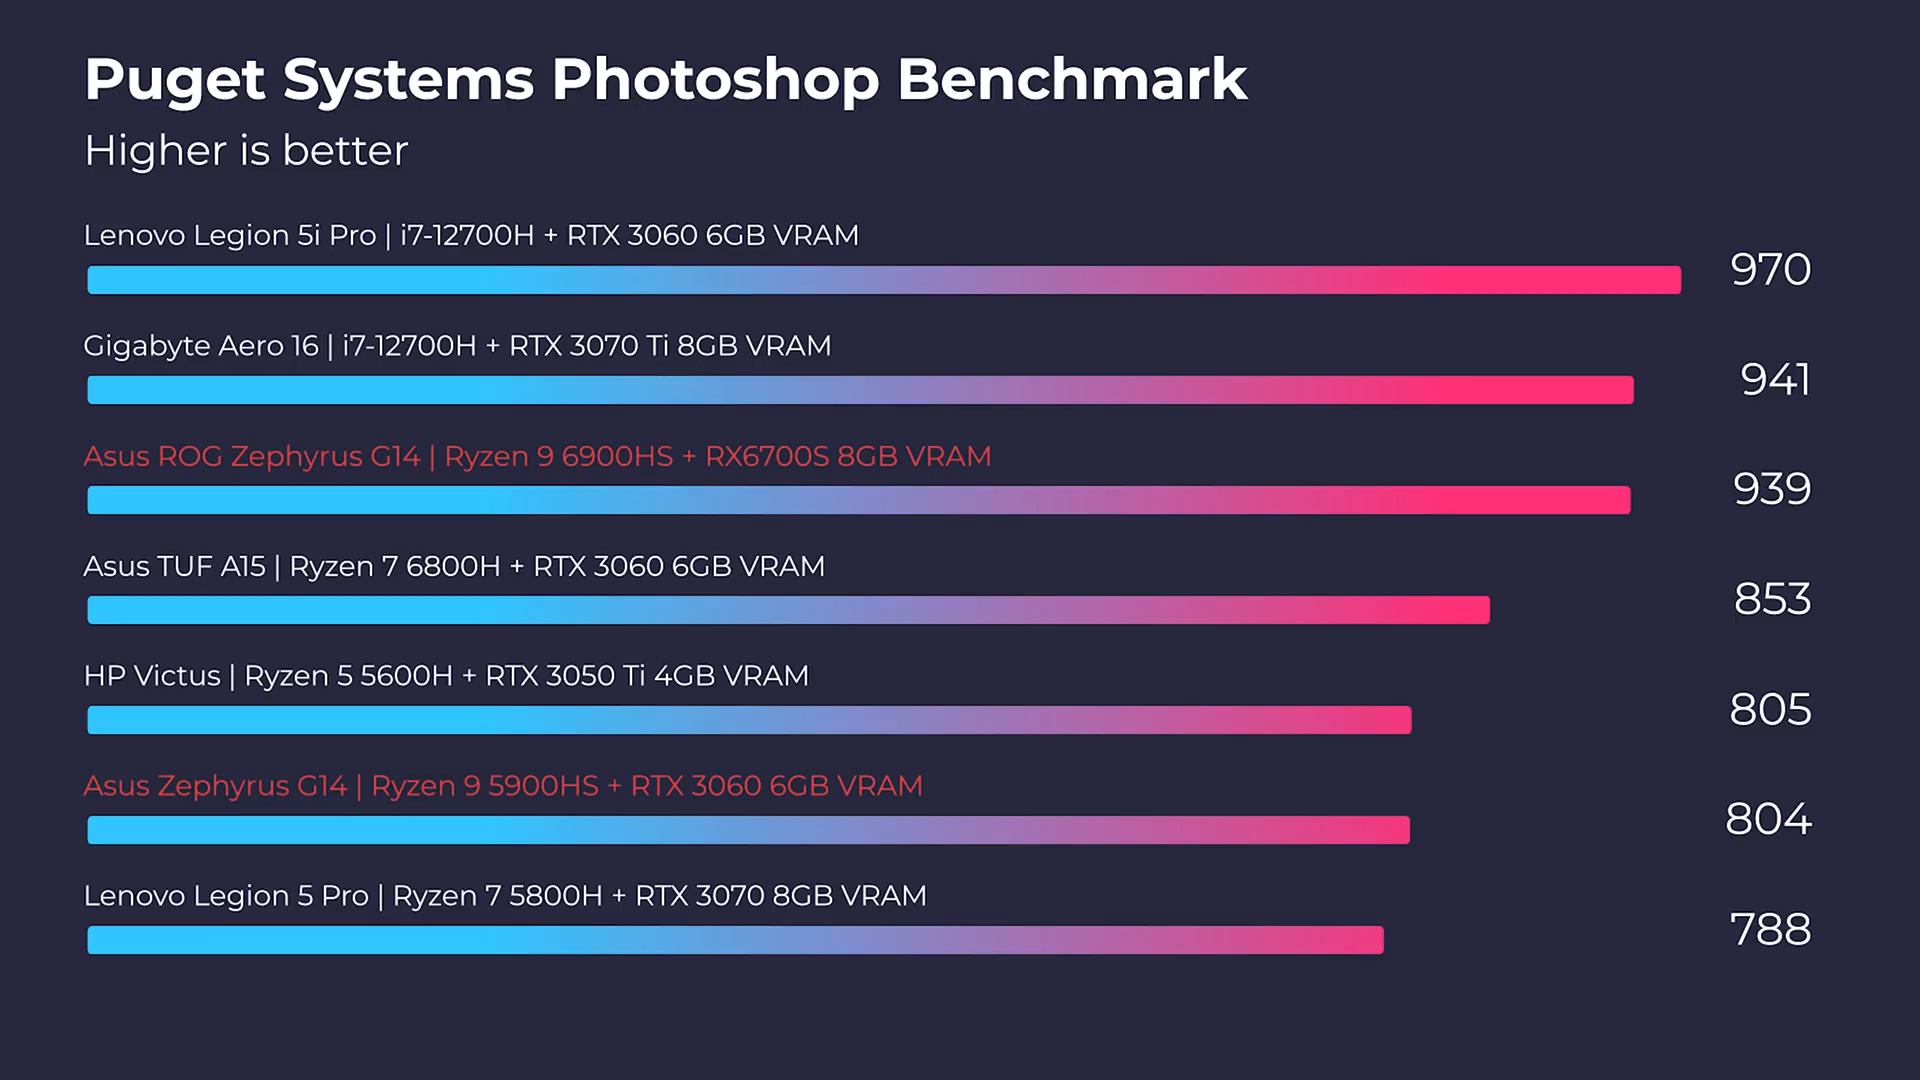 Puget Systems Photoshop Benchmark
Higher is better
Lenovo Legion 5i Pro | i7-12700H + RTX 3060 6GB VRAM
970
Gigabyte Aero 16 | i7-12700H + RTX 3070 Ti 8GB VRAM
941
Asus ROG Zephyrus G14 | Ryzen 9 6900HS + RX6700S 8GB VRAM
939
Asus TUF A15 | Ryzen 7 6800H + RTX 3060 6GB VRAM
853
HP Victus | Ryzen 5 5600H + RTX 3050 Ti 4GB VRAM
805
Asus Zephyrus G14 | Ryzen 9 5900HS + RTX 3060 6GB VRAM
804
Lenovo Legion 5 Pro | Ryzen 7 5800H + RTX 3070 8GB VRAM
788